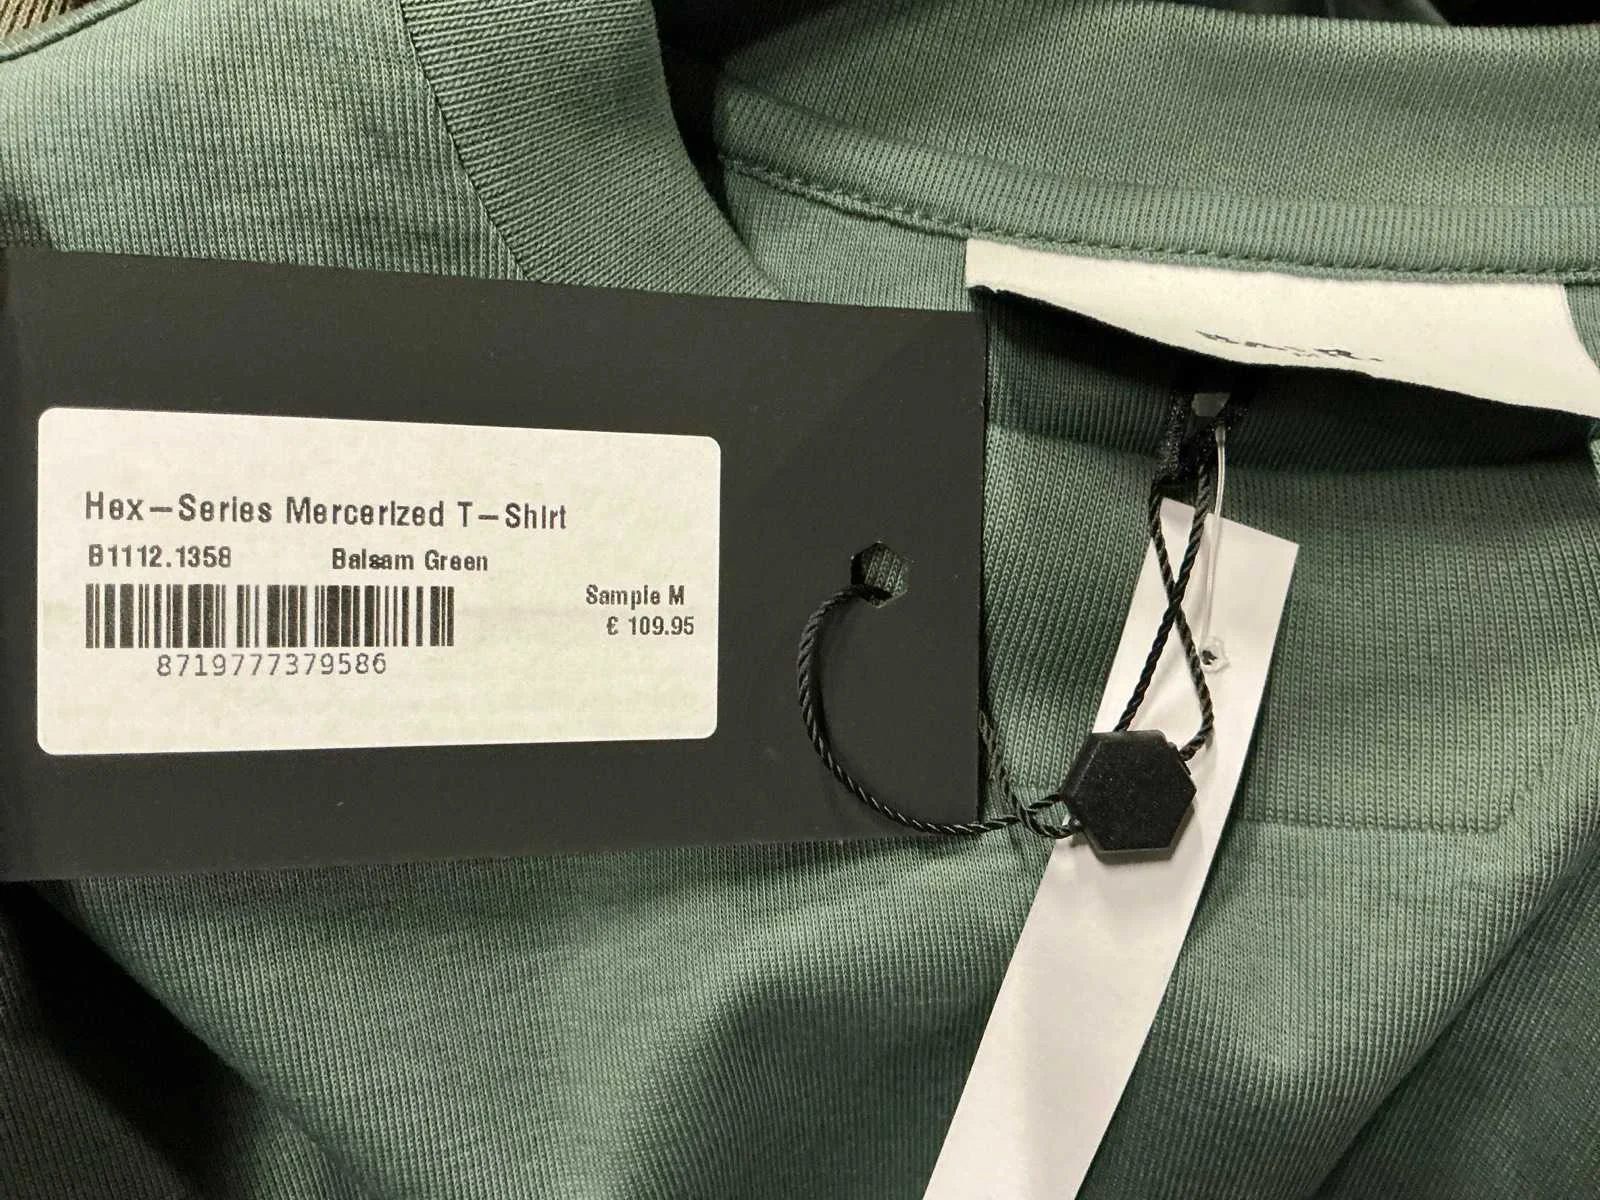 Hex-Series Mercerized T-Shirt
B1112.1358 Balsam Green
Sample M
€ 109.95
8719777379586